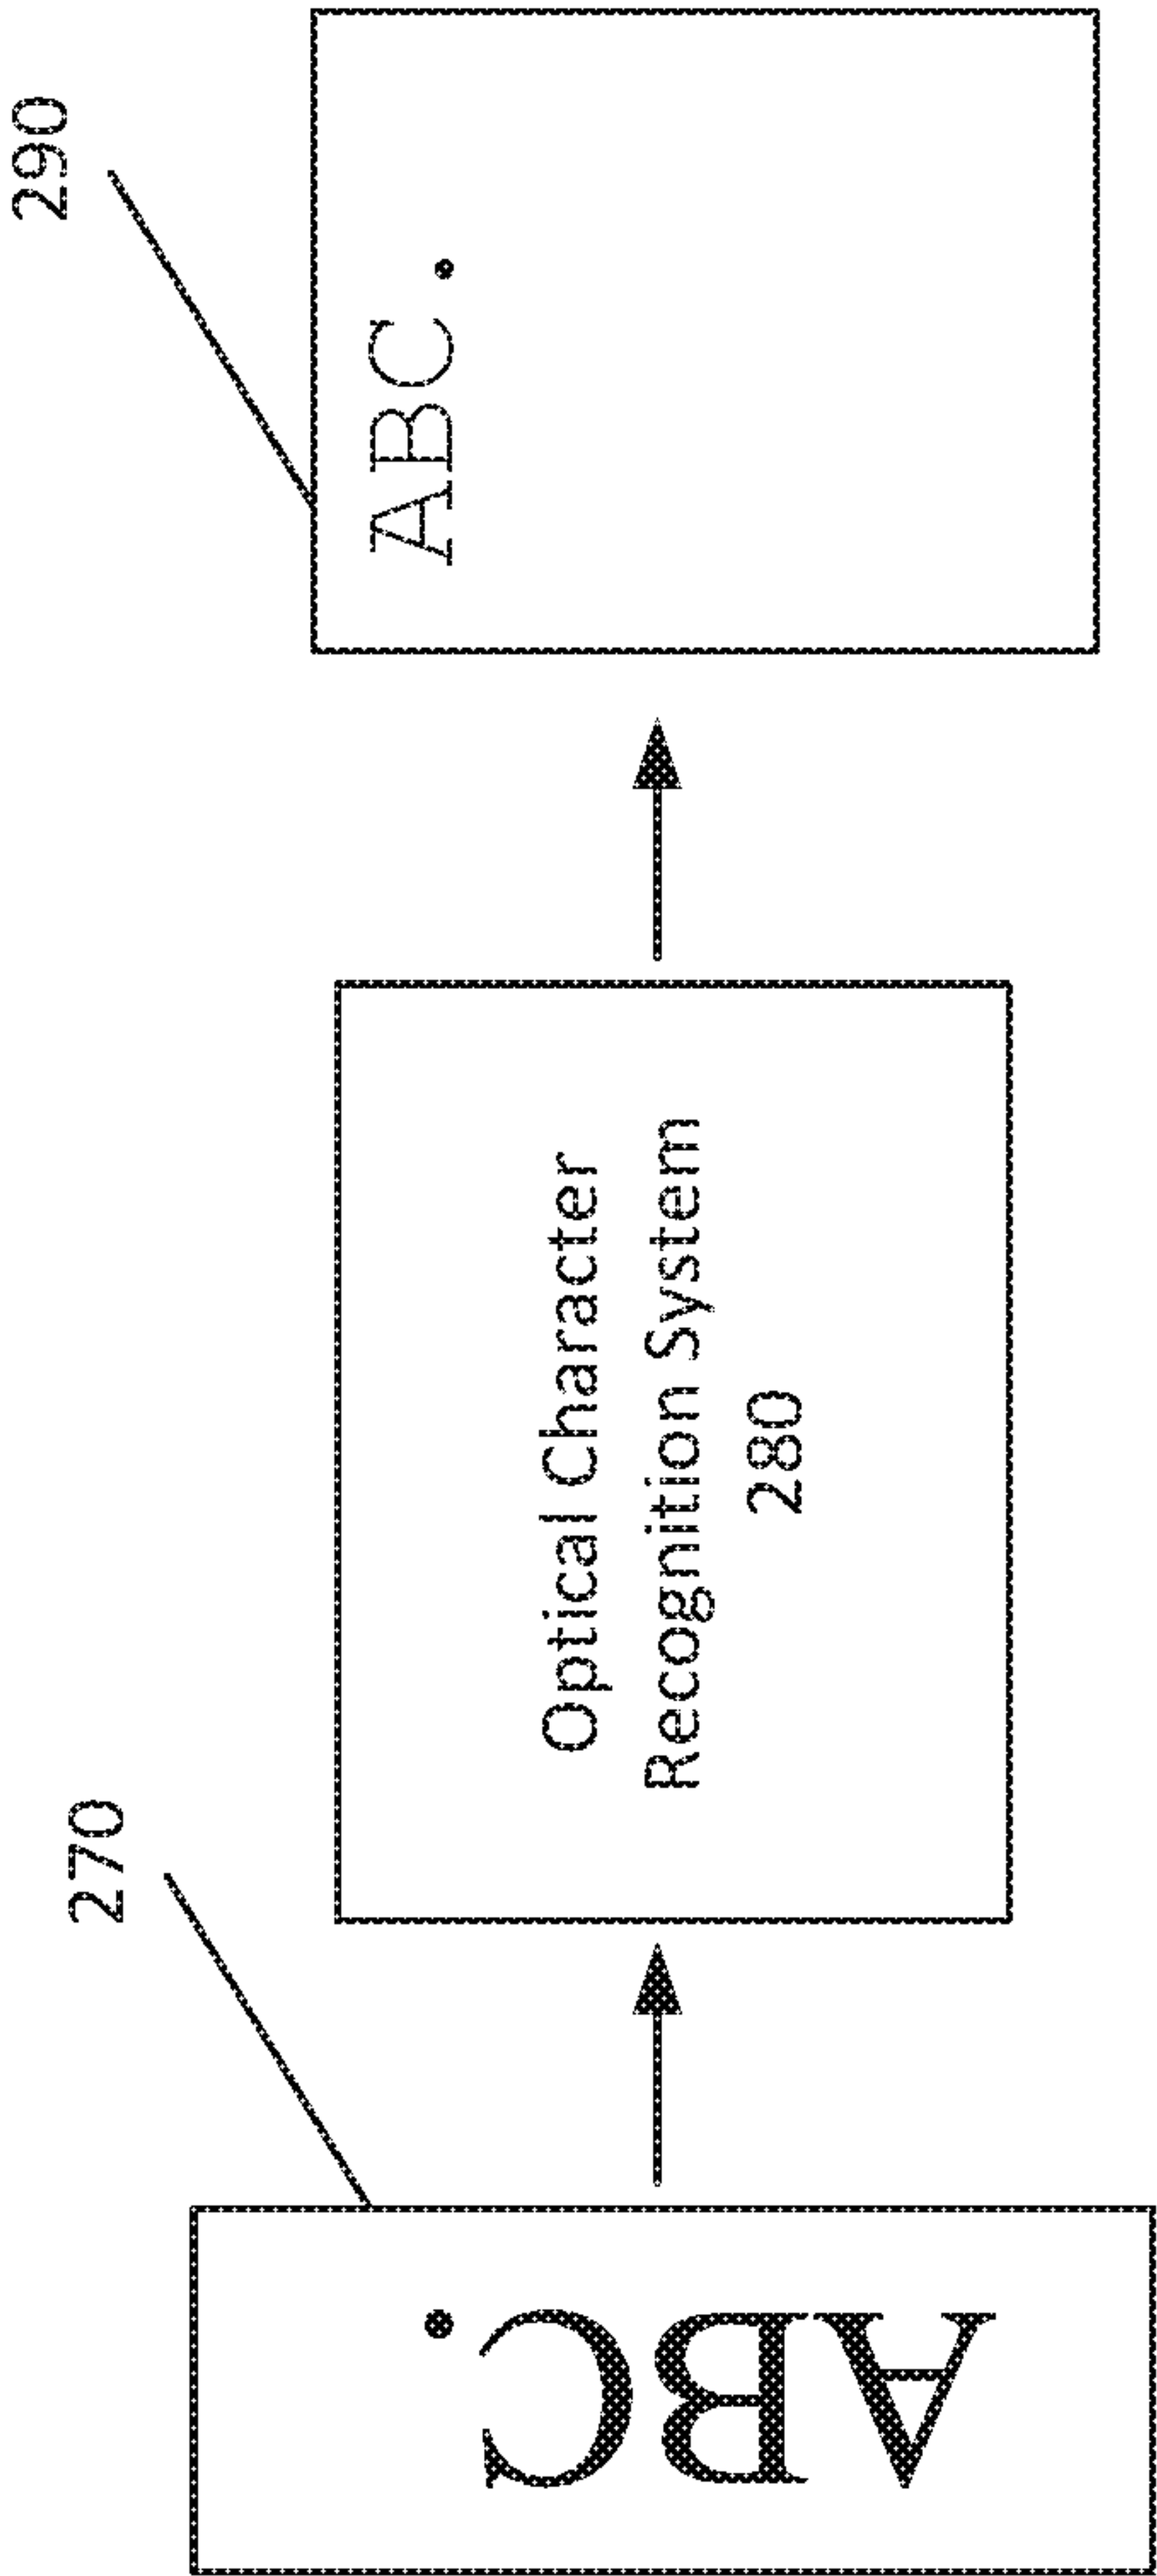 270
ABC.
Optical Character
Recognition System
280
290
ABC.